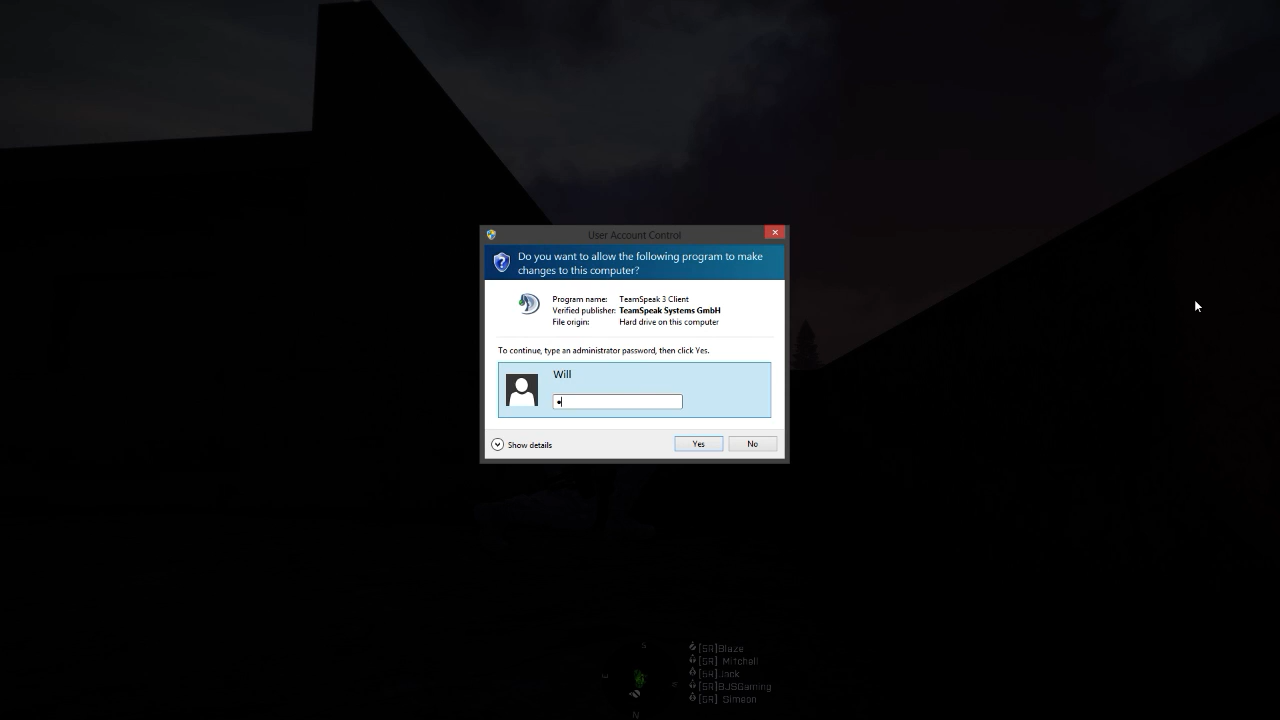 User Account Control
Do you want to allow the following program to make
changes to this computer?
Program name: TeamSpeak 3 Client
Verified publisher: TeamSpeak Systems GmbH
File origin: Hard drive on this computer
To continue, type an administrator password, then click Yes.
Will
Show details
Yes
No
S
[GR]Blaze
[GR] Mitchell
[GR]Jack
[GR]BJSGaming
[GR] Simeon
N